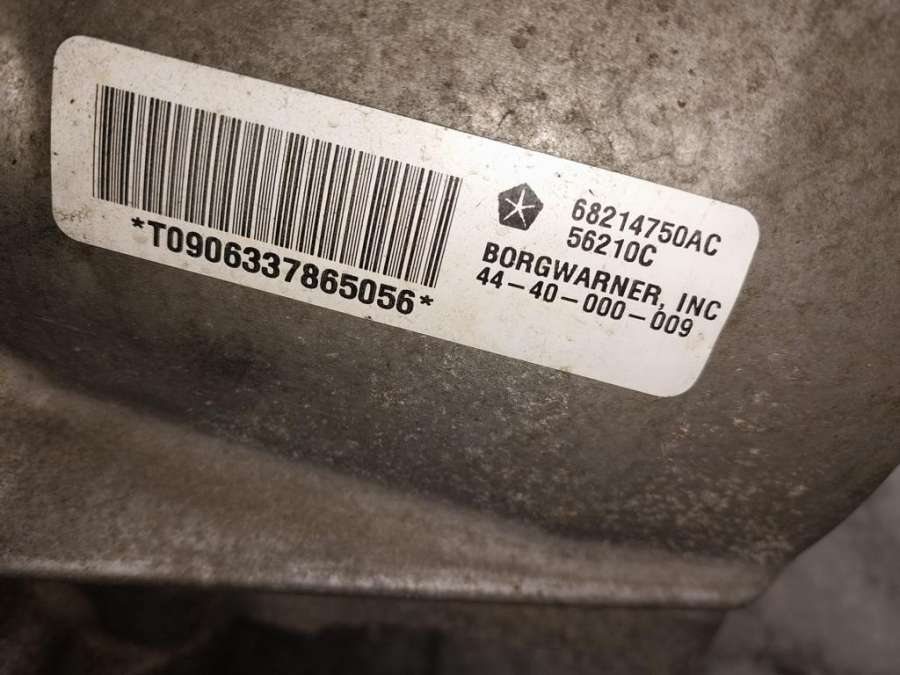 *T0906337865056*
68214750AC
56210C
BORGWARNER, INC
44-40-000-009